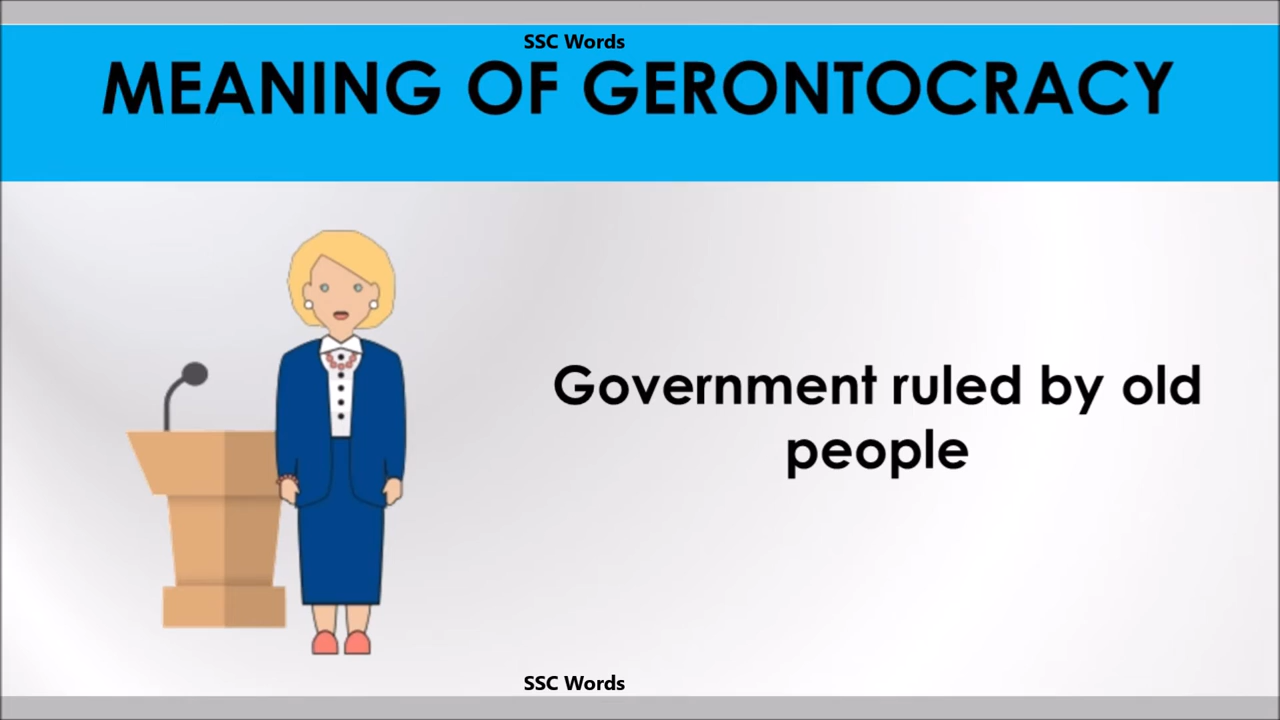 SSC Words
MEANING OF GERONTOCRACY
Government ruled by old
people
SSC Words